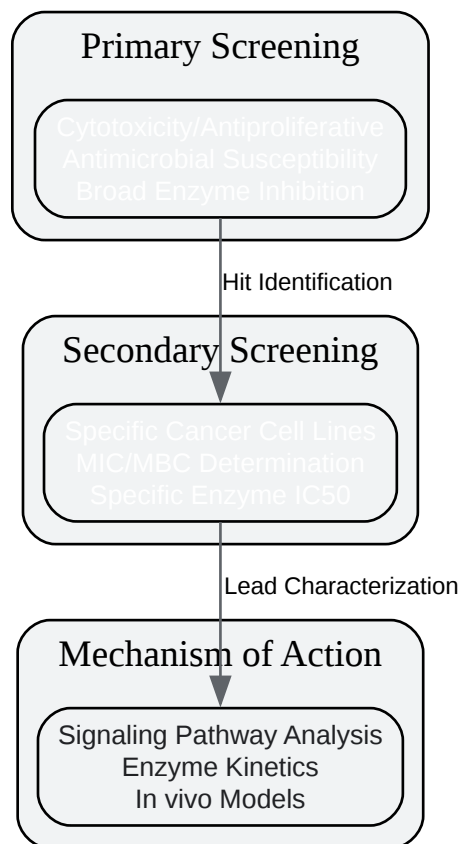 Primary Screening
Cytotoxicity/Antiproliferative
Antimicrobial Susceptibility
Broad Enzyme Inhibition
Hit Identification
Secondary Screening
Specific Cancer Cell Lines
MIC/MBC Determination
Specific Enzyme IC50
Lead Characterization
Mechanism of Action
Signaling Pathway Analysis
Enzyme Kinetics
In vivo Models